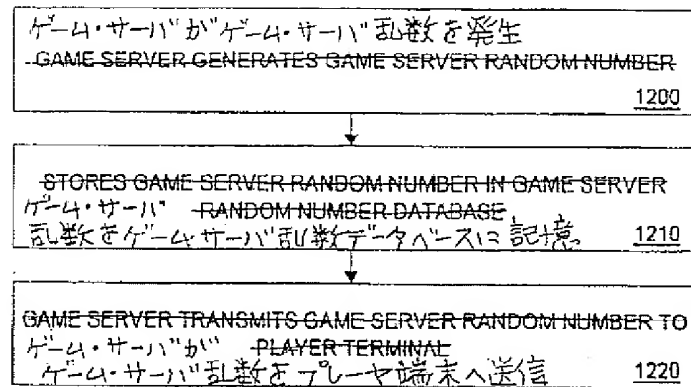 ゲーム・サーバがゲーム・サーバ乱数を発生
GAME SERVER GENERATES GAME SERVER RANDOM NUMBER
1200
STORES GAME SERVER RANDOM NUMBER IN GAME SERVER
ゲーム・サーバ RANDOM NUMBER DATABASE
乱数をゲーム・サーバ乱数データベースに記憶 1210
GAME SERVER TRANSMITS GAME SERVER RANDOM NUMBER TO
ゲーム・サーバが PLAYER TERMINAL
ゲーム・サーバ乱数をプレーヤ端末へ送信 1220